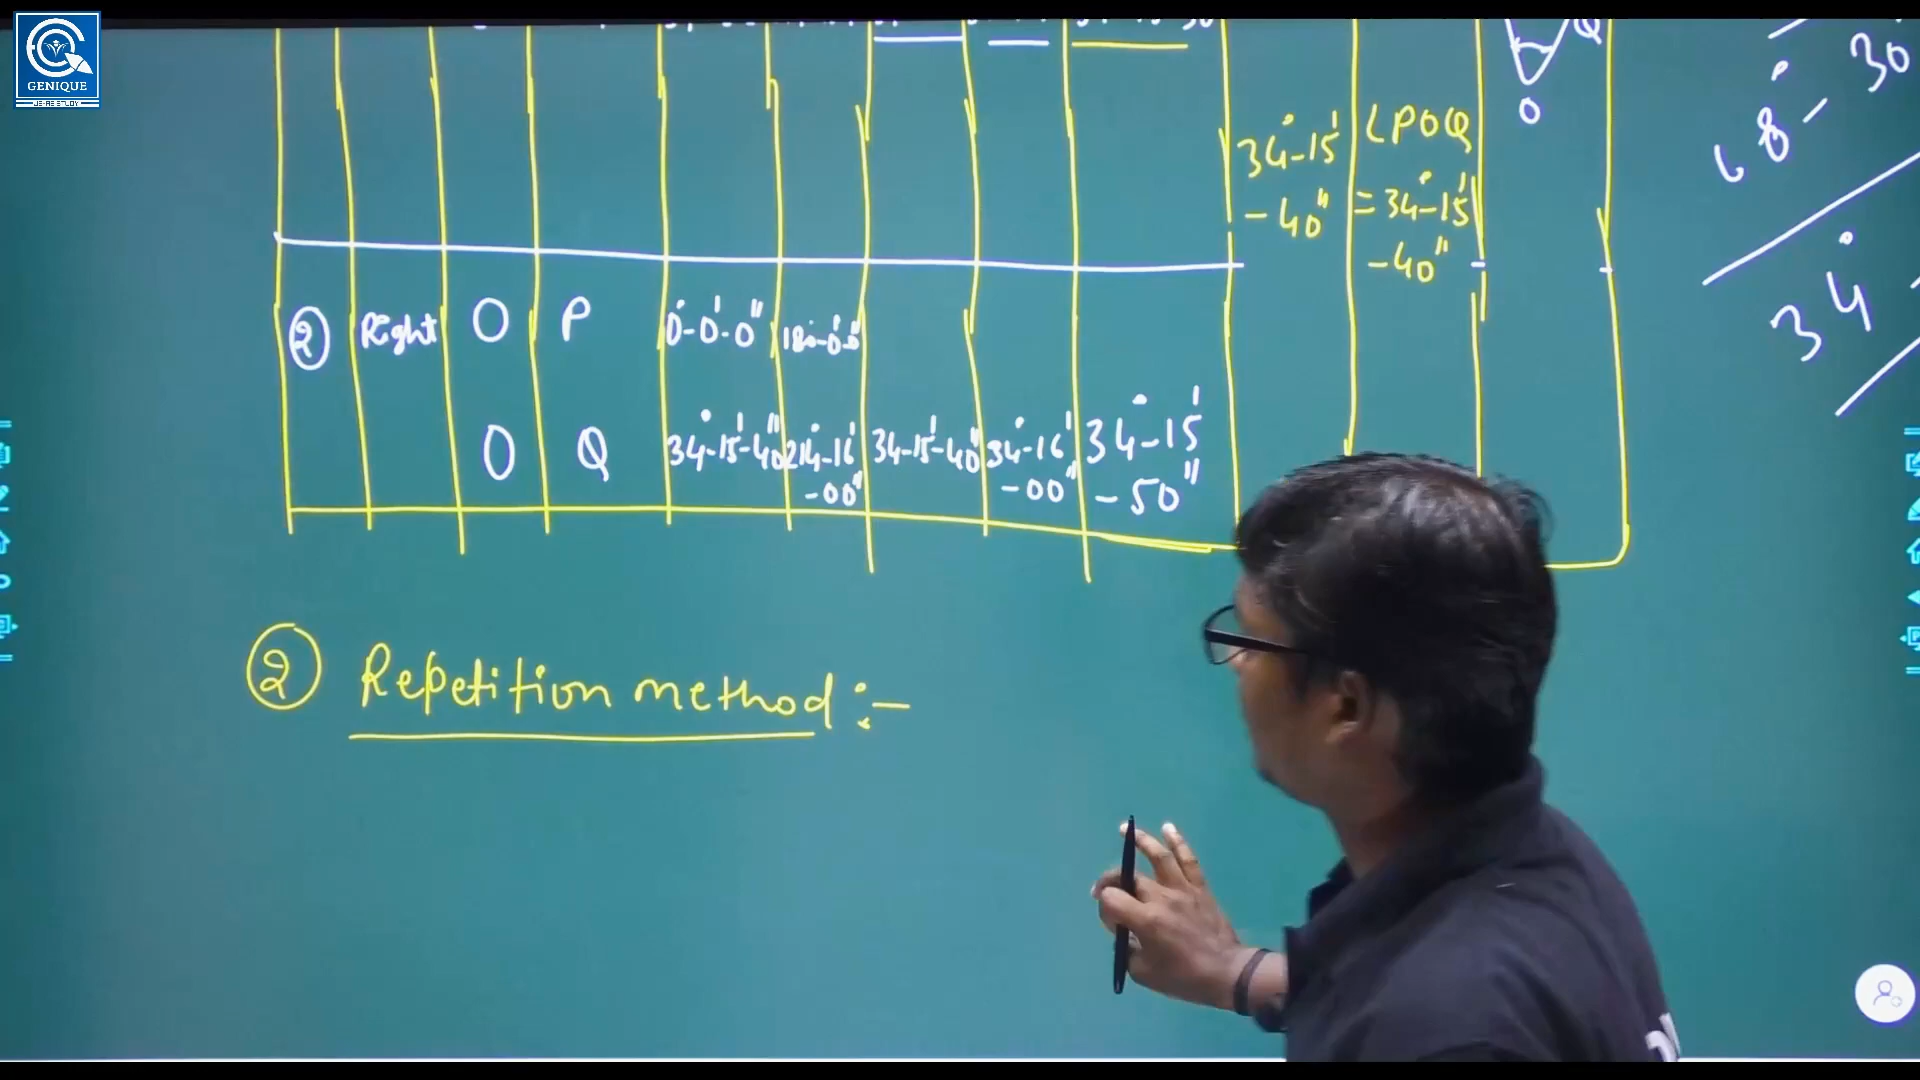 GENIQUE
Q
O
30
68-
34°-15'
-40"
∠POQ
=34°-15'
-40"
34°
② Right O P 0°-0'-0" 180-0'-0"
O Q 34°-15'-40" 214°-16' 34-15'-40" 34°-16' 34°-15'
-00" -00" -50"
② Repetition method :-